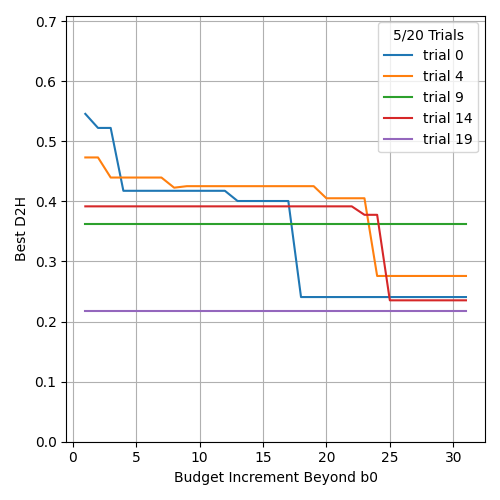 0.7
0.6
0.5
0.4
0.3
0.2
0.1
0.0
Best D2H
5/20 Trials
trial 0
trial 4
trial 9
trial 14
trial 19
0 5 10 15 20 25 30
Budget Increment Beyond b0